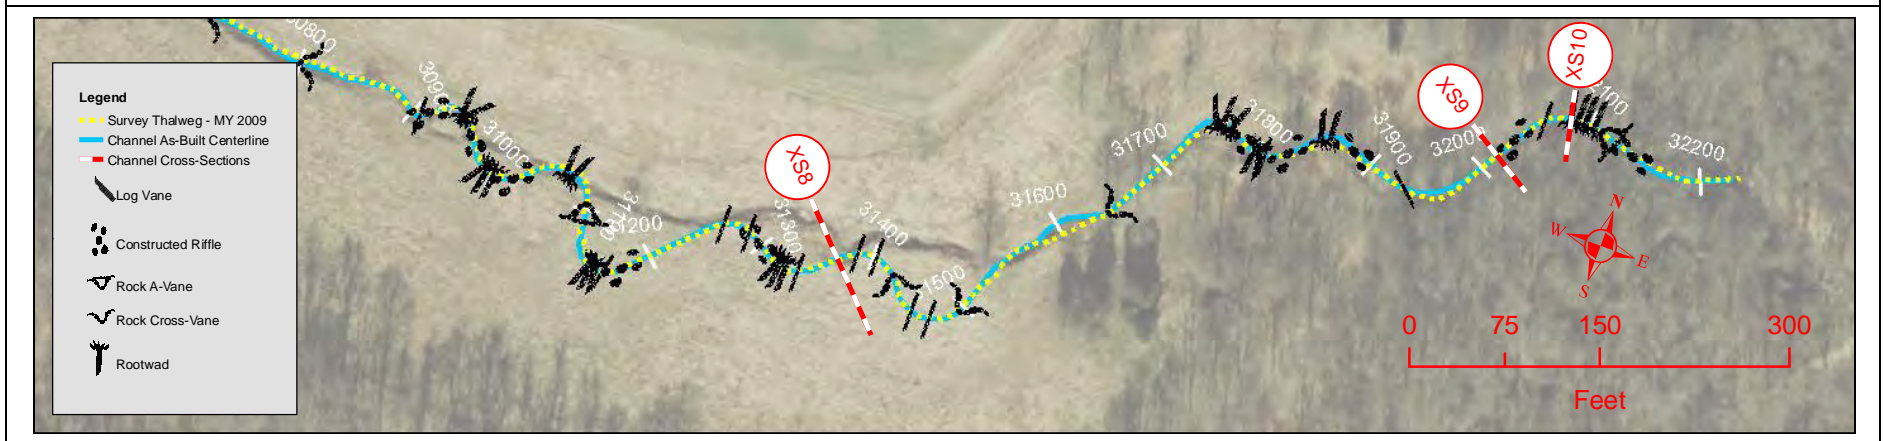 Legend
Survey Thalweg - MY 2009
Channel As-Built Centerline
Channel Cross-Sections
Log Vane
Constructed Riffle
Rock A-Vane
Rock Cross-Vane
Rootwad
31000
31200
31300
XS8
31400
31600
31700
31800
31900
XS9
32000
XS10
32200
N
W
E
S
0 75 150 300
Feet